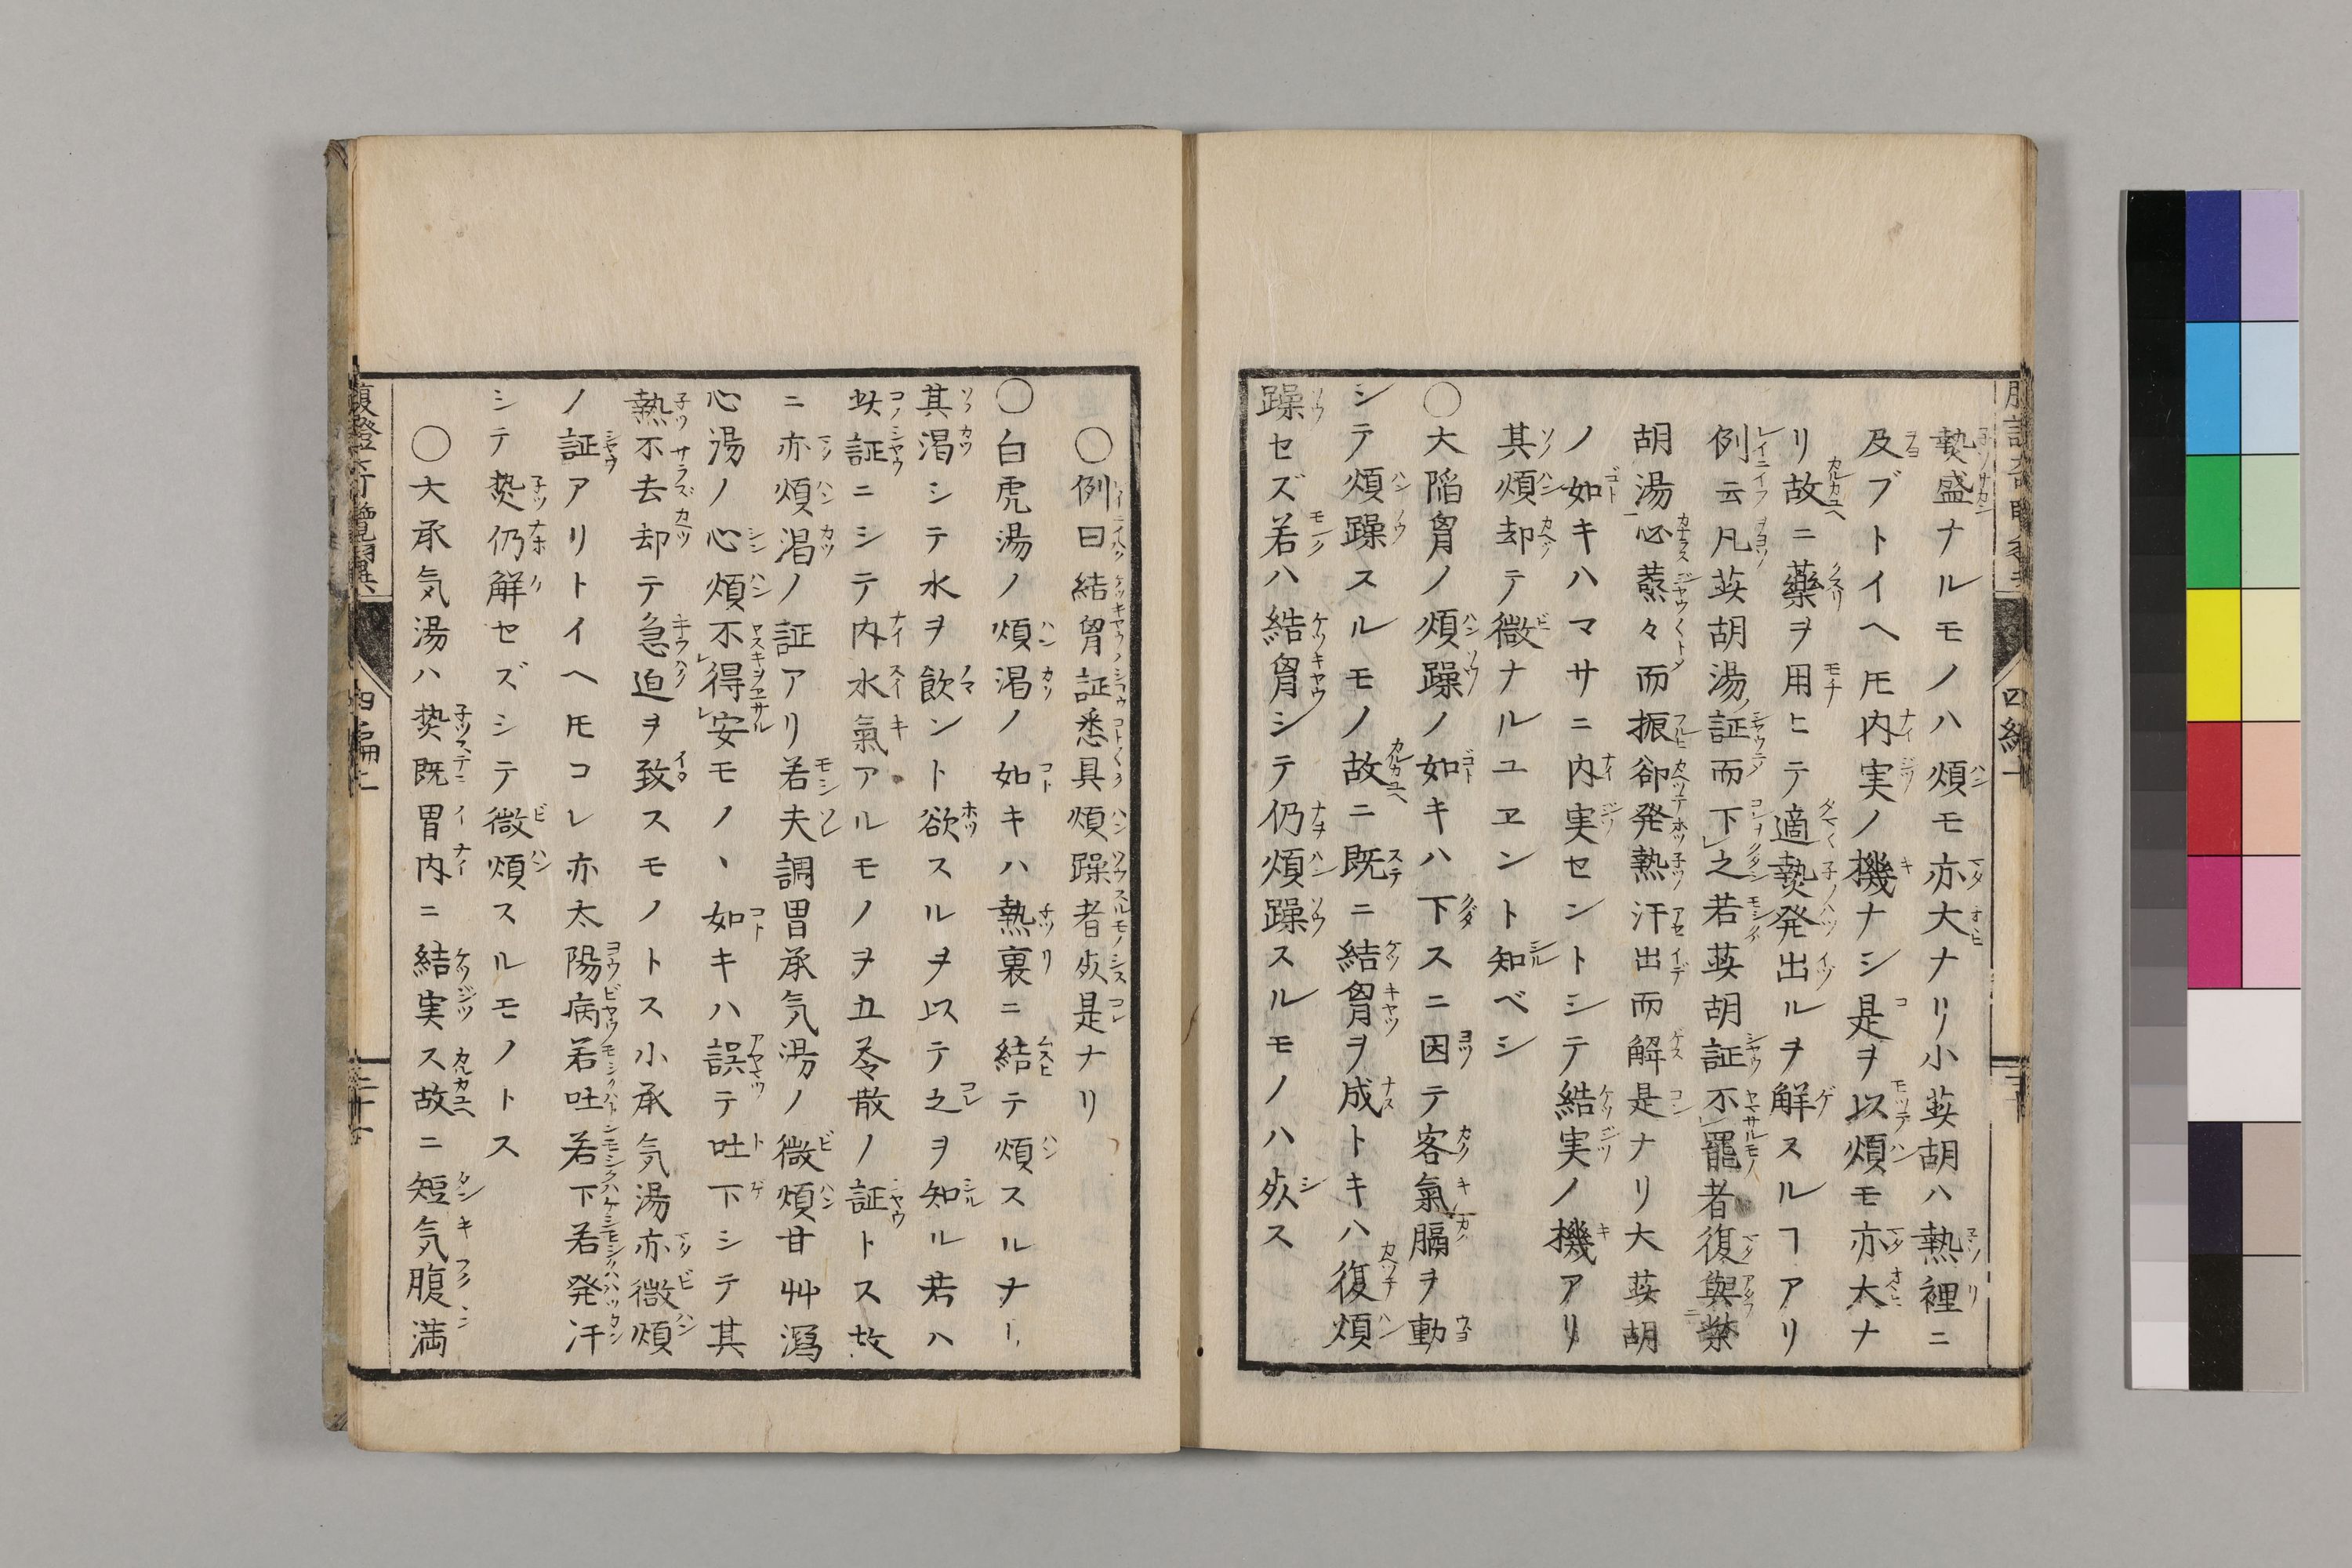 熱盛ナルモノハ煩モ亦大ナリ小茈胡ハ熱裡ニ
及ブトイヘ𪜈内実ノ機ナシ是ヲ以煩モ亦大ナ
リ故ニ藥ヲ用ヒテ適熱発出ルヲ解スルヿアリ
例云凡茈胡湯証而下之若茈胡証不罷者復與柴
胡湯必蒸々而振卻発熱汗出而解是ナリ大茈胡
ノ如キハマサニ内実セントシテ結実ノ機アリ
其煩却テ微ナルユヱント知ベシ
〇大陥胷ノ煩躁ノ如キハ下スニ因テ客氣膈ヲ動
シテ煩躁スルモノ故ニ既ニ結胷ヲ成トキハ復煩
躁セズ若ハ結胷シテ仍煩躁スルモノハ死ス
〇例曰結胷証悉具煩躁者死是ナリ
〇白虎湯ノ煩渇ノ如キハ熱裏ニ結テ煩スルナリ
其渇シテ水ヲ飲ント欲スルヲ以テ之ヲ知ル若ハ
此証ニシテ内水氣アルモノヲ五苓散ノ証トス故
ニ亦煩渇ノ証アリ若夫調胃承気湯ノ微煩甘艸瀉
心湯ノ心煩不得安モノヽ如キハ誤テ吐下シテ其
熱不去却テ急迫ヲ致スモノトス小承気湯亦微煩
ノ証アリトイヘ𪜈コレ亦太陽病若吐若下若発汗
シテ熱仍解セズシテ微煩スルモノトス
〇大承気湯ハ熱既胃内ニ結実ス故ニ短気腹満